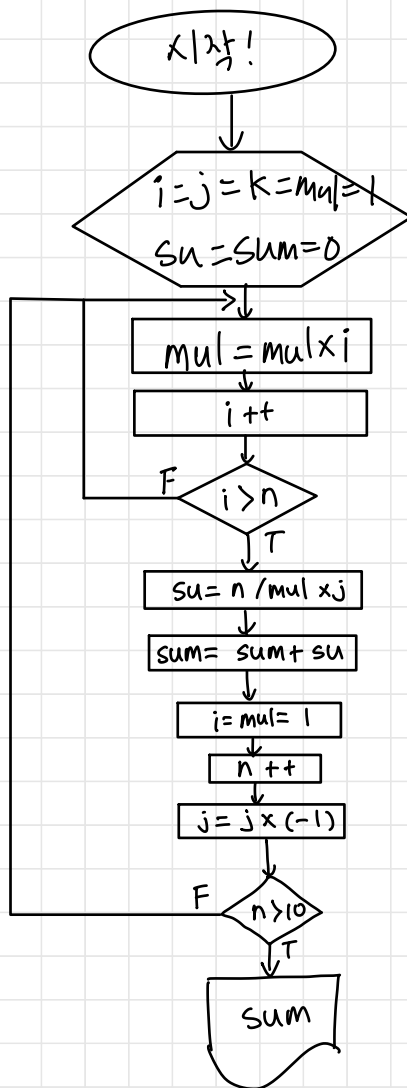 시작!
i=j=k=mul=1
su=sum=0
mul=mul×i
i++
F
i>n
T
su=n/mul×j
sum=sum+su
i=mul=1
n++
j=j×(-1)
F
n>10
T
sum